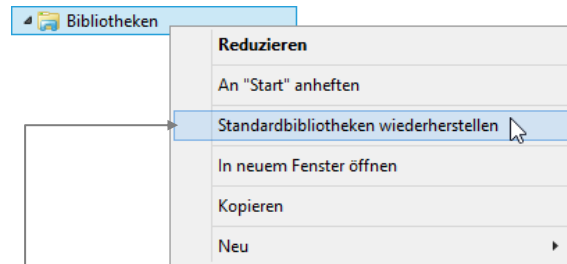 Bibliotheken
Reduzieren
An "Start" anheften
Standardbibliotheken wiederherstellen
In neuem Fenster öffnen
Kopieren
Neu